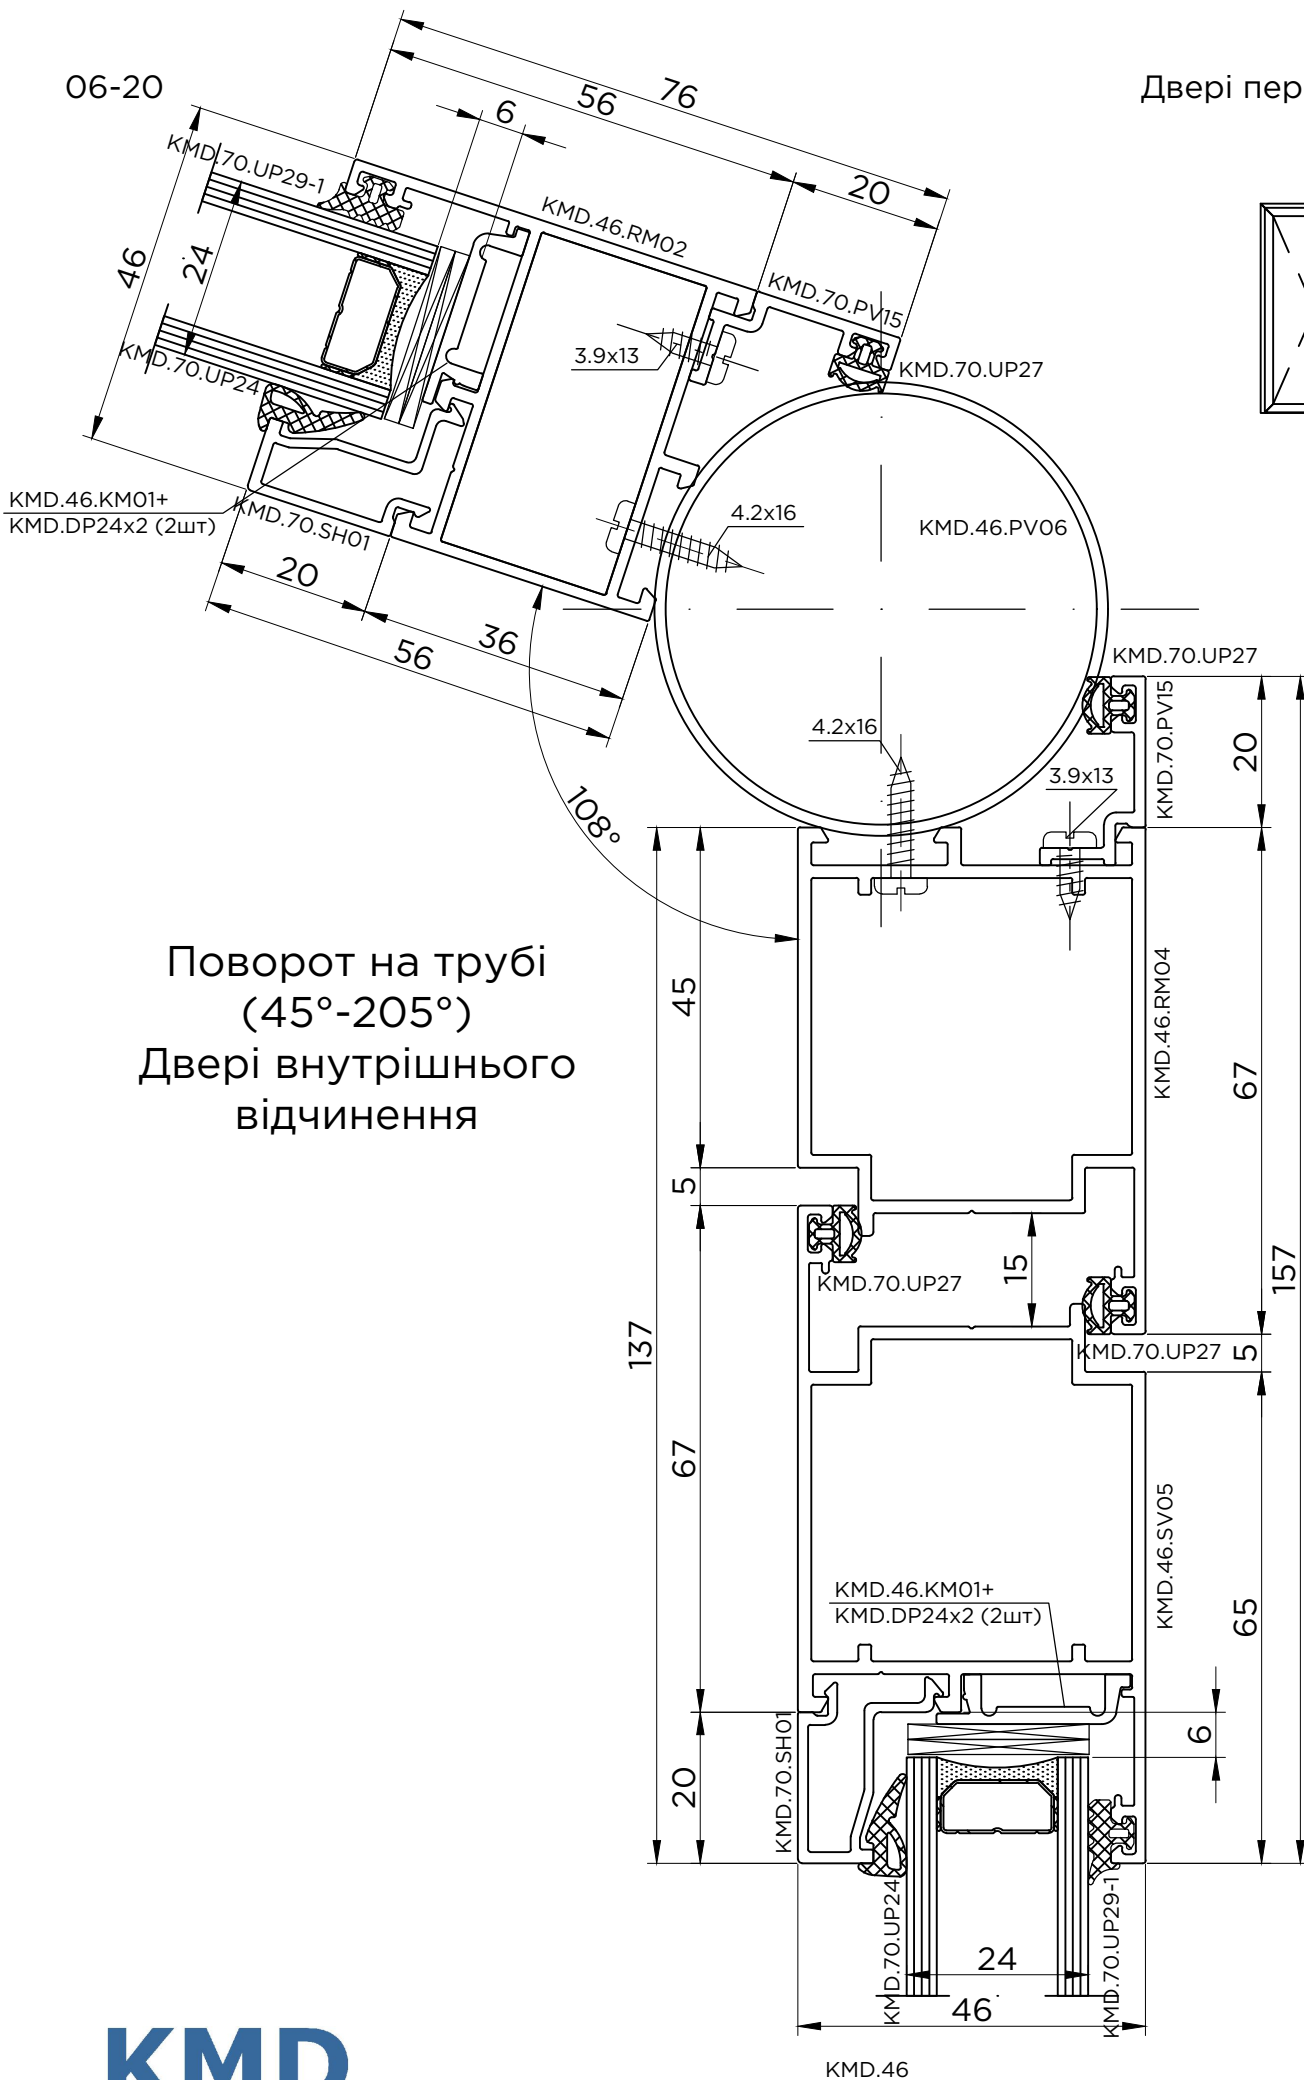 06-20
Двері пер
76
56
6
20
KMD.70.UP29-1
KMD.46.RM02
46
24
KMD.70.PV15
3.9x13
KMD.70.UP27
KMD.70.UP24
KMD.46.KM01+
KMD.DP24x2 (2шт)
KMD.70.SH01
4.2x16
KMD.46.PV06
20
36
56
KMD.70.UP27
4.2x16
3.9x13
KMD.70.PV15
20
108°
Поворот на трубі
(45°-205°)
Двері внутрішнього
відчинення
45
KMD.46.RM04
67
5
15
157
KMD.70.UP27
137
KMD.70.UP27
5
67
KMD.46.SV05
KMD.46.KM01+
KMD.DP24x2 (2шт)
65
6
KMD.70.SH01
20
KMD.70.UP24
KMD.70.UP29-1
24
46
KMD
KMD.46